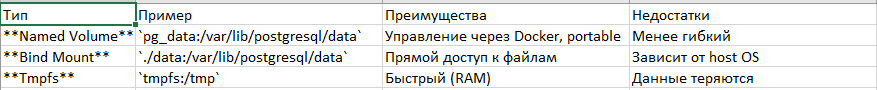 Тип Пример Преимущества Недостатки
**Named Volume** `pg_data:/var/lib/postgresql/data` Управление через Docker, portable Менее гибкий
**Bind Mount** `./data:/var/lib/postgresql/data` Прямой доступ к файлам Зависит от host OS
**Tmpfs** `tmpfs:/tmp` Быстрый (RAM) Данные теряются